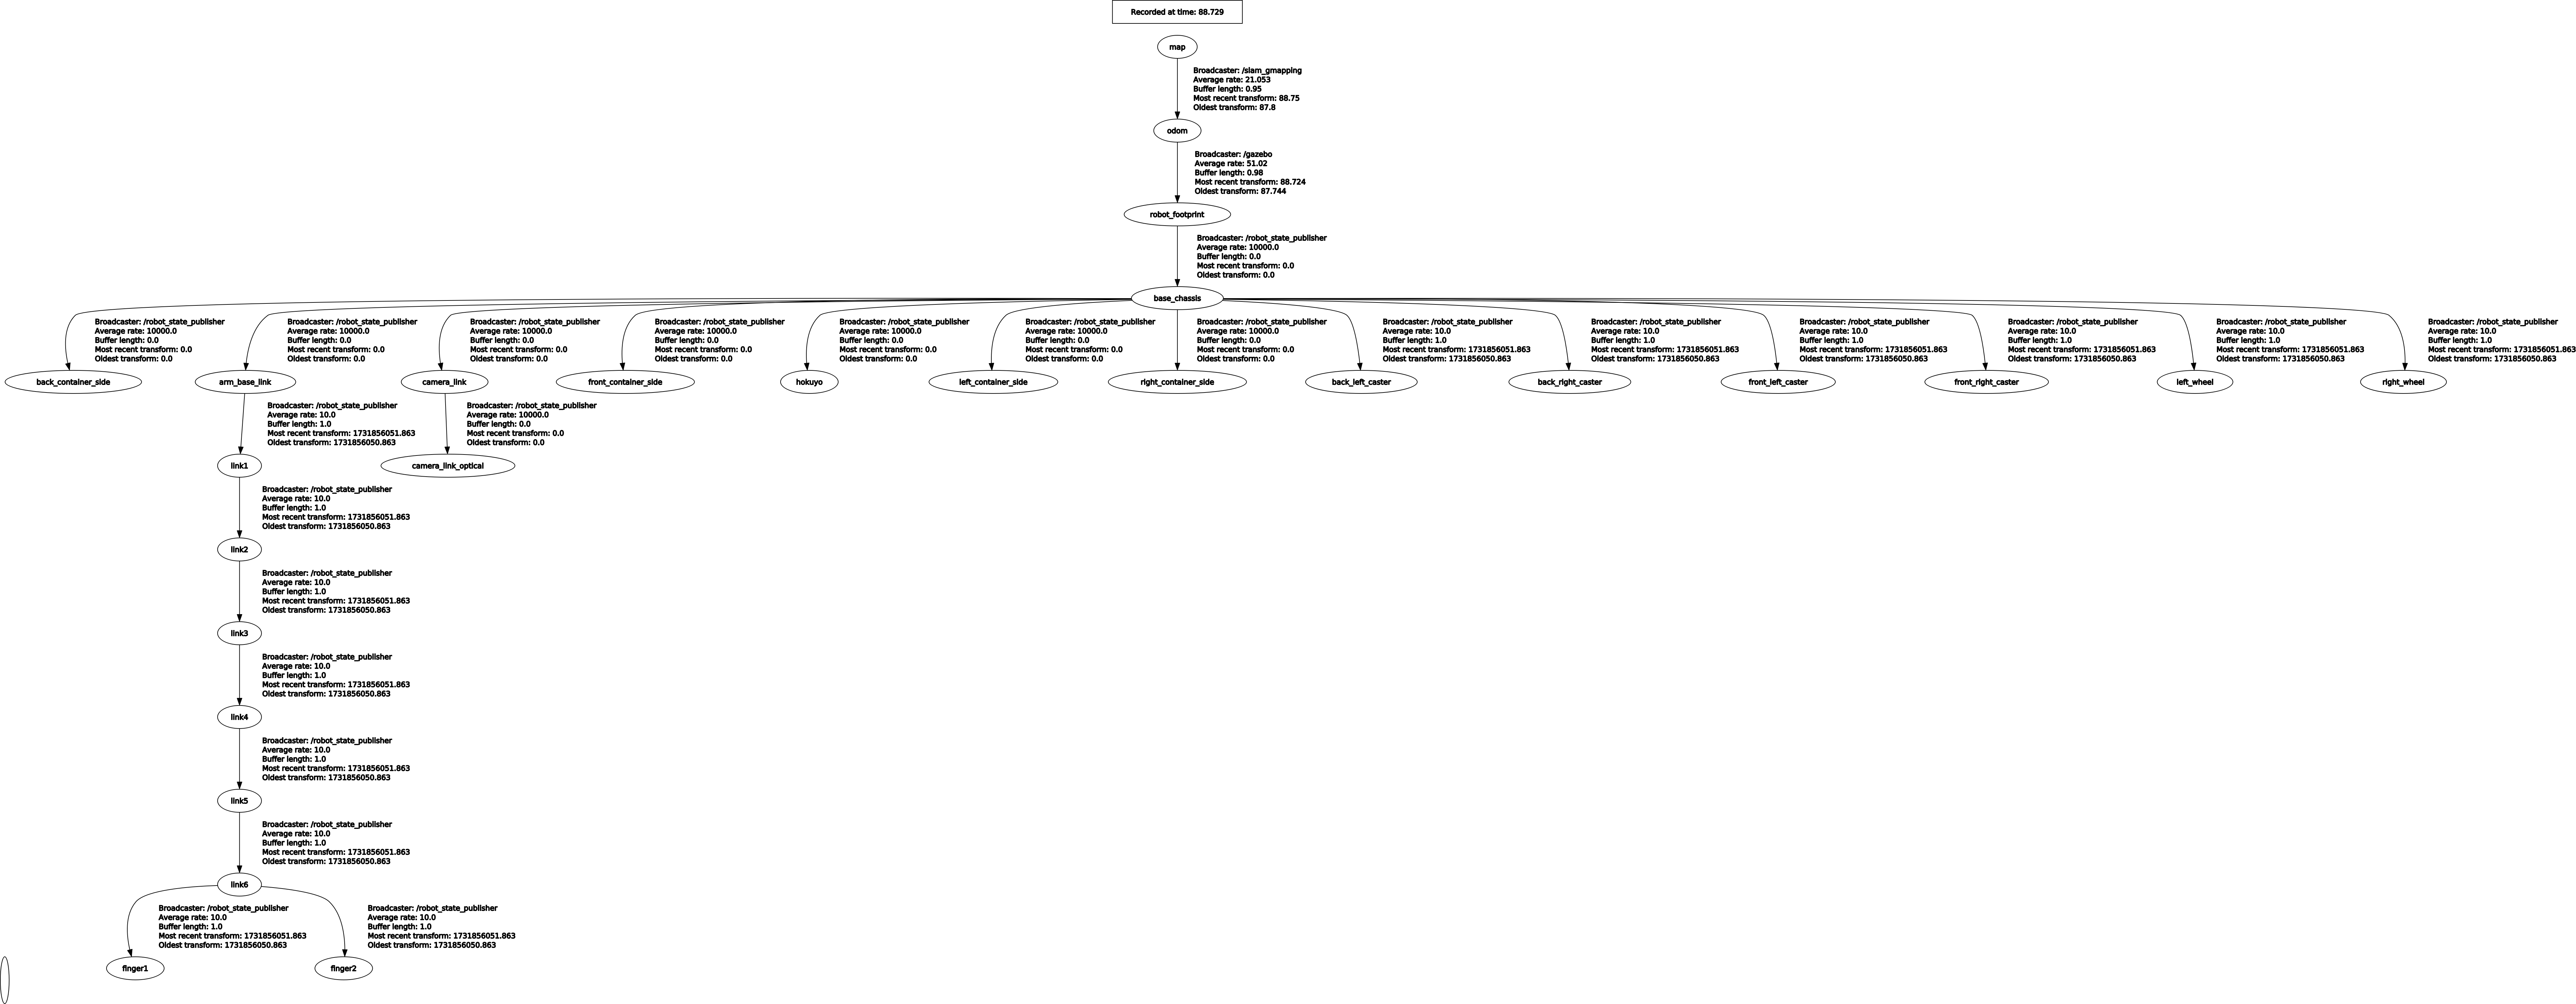 Recorded at time: 88.729
map
Broadcaster: /slam_gmapping
Average rate: 21.053
Buffer length: 0.95
Most recent transform: 88.75
Oldest transform: 87.8
odom
Broadcaster: /gazebo
Average rate: 51.02
Buffer length: 0.98
Most recent transform: 88.724
Oldest transform: 87.744
robot_footprint
Broadcaster: /robot_state_publisher
Average rate: 10000.0
Buffer length: 0.0
Most recent transform: 0.0
Oldest transform: 0.0
base_chassis
Broadcaster: /robot_state_publisher
Average rate: 10000.0
Buffer length: 0.0
Most recent transform: 0.0
Oldest transform: 0.0
back_container_side
Broadcaster: /robot_state_publisher
Average rate: 10000.0
Buffer length: 0.0
Most recent transform: 0.0
Oldest transform: 0.0
arm_base_link
Broadcaster: /robot_state_publisher
Average rate: 10000.0
Buffer length: 0.0
Most recent transform: 0.0
Oldest transform: 0.0
camera_link
Broadcaster: /robot_state_publisher
Average rate: 10000.0
Buffer length: 0.0
Most recent transform: 0.0
Oldest transform: 0.0
front_container_side
Broadcaster: /robot_state_publisher
Average rate: 10000.0
Buffer length: 0.0
Most recent transform: 0.0
Oldest transform: 0.0
hokuyo
Broadcaster: /robot_state_publisher
Average rate: 10000.0
Buffer length: 0.0
Most recent transform: 0.0
Oldest transform: 0.0
left_container_side
Broadcaster: /robot_state_publisher
Average rate: 10000.0
Buffer length: 0.0
Most recent transform: 0.0
Oldest transform: 0.0
right_container_side
Broadcaster: /robot_state_publisher
Average rate: 10.0
Buffer length: 1.0
Most recent transform: 1731856051.863
Oldest transform: 1731856050.863
back_left_caster
Broadcaster: /robot_state_publisher
Average rate: 10.0
Buffer length: 1.0
Most recent transform: 1731856051.863
Oldest transform: 1731856050.863
back_right_caster
Broadcaster: /robot_state_publisher
Average rate: 10.0
Buffer length: 1.0
Most recent transform: 1731856051.863
Oldest transform: 1731856050.863
front_left_caster
Broadcaster: /robot_state_publisher
Average rate: 10.0
Buffer length: 1.0
Most recent transform: 1731856051.863
Oldest transform: 1731856050.863
front_right_caster
Broadcaster: /robot_state_publisher
Average rate: 10.0
Buffer length: 1.0
Most recent transform: 1731856051.863
Oldest transform: 1731856050.863
left_wheel
Broadcaster: /robot_state_publisher
Average rate: 10.0
Buffer length: 1.0
Most recent transform: 1731856051.863
Oldest transform: 1731856050.863
right_wheel
Broadcaster: /robot_state_publisher
Average rate: 10.0
Buffer length: 1.0
Most recent transform: 1731856051.863
Oldest transform: 1731856050.863
link1
Broadcaster: /robot_state_publisher
Average rate: 10000.0
Buffer length: 0.0
Most recent transform: 0.0
Oldest transform: 0.0
camera_link_optical
Broadcaster: /robot_state_publisher
Average rate: 10.0
Buffer length: 1.0
Most recent transform: 1731856051.863
Oldest transform: 1731856050.863
link2
Broadcaster: /robot_state_publisher
Average rate: 10.0
Buffer length: 1.0
Most recent transform: 1731856051.863
Oldest transform: 1731856050.863
link3
Broadcaster: /robot_state_publisher
Average rate: 10.0
Buffer length: 1.0
Most recent transform: 1731856051.863
Oldest transform: 1731856050.863
link4
Broadcaster: /robot_state_publisher
Average rate: 10.0
Buffer length: 1.0
Most recent transform: 1731856051.863
Oldest transform: 1731856050.863
link5
Broadcaster: /robot_state_publisher
Average rate: 10.0
Buffer length: 1.0
Most recent transform: 1731856051.863
Oldest transform: 1731856050.863
link6
Broadcaster: /robot_state_publisher
Average rate: 10.0
Buffer length: 1.0
Most recent transform: 1731856051.863
Oldest transform: 1731856050.863
finger1
Broadcaster: /robot_state_publisher
Average rate: 10.0
Buffer length: 1.0
Most recent transform: 1731856051.863
Oldest transform: 1731856050.863
finger2